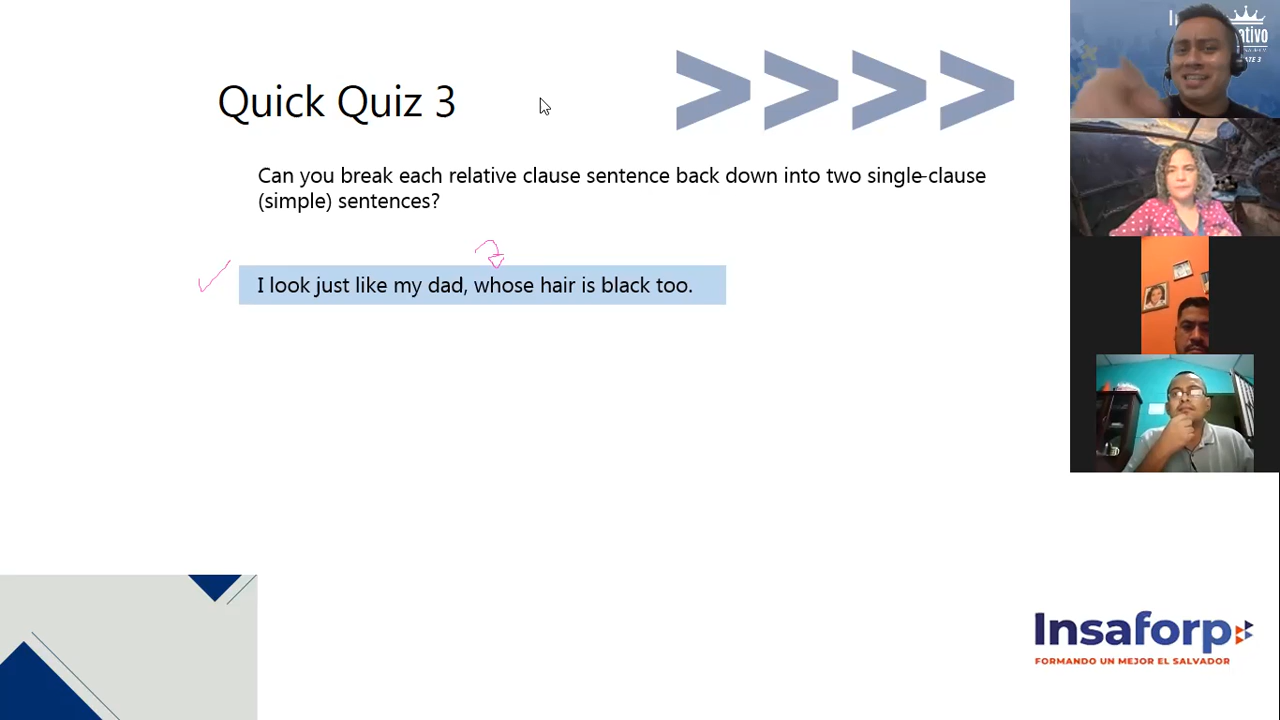 Quick Quiz 3
Can you break each relative clause sentence back down into two single-clause
(simple) sentences?
I look just like my dad, whose hair is black too.
Insaforp
FORMANDO UN MEJOR EL SALVADOR